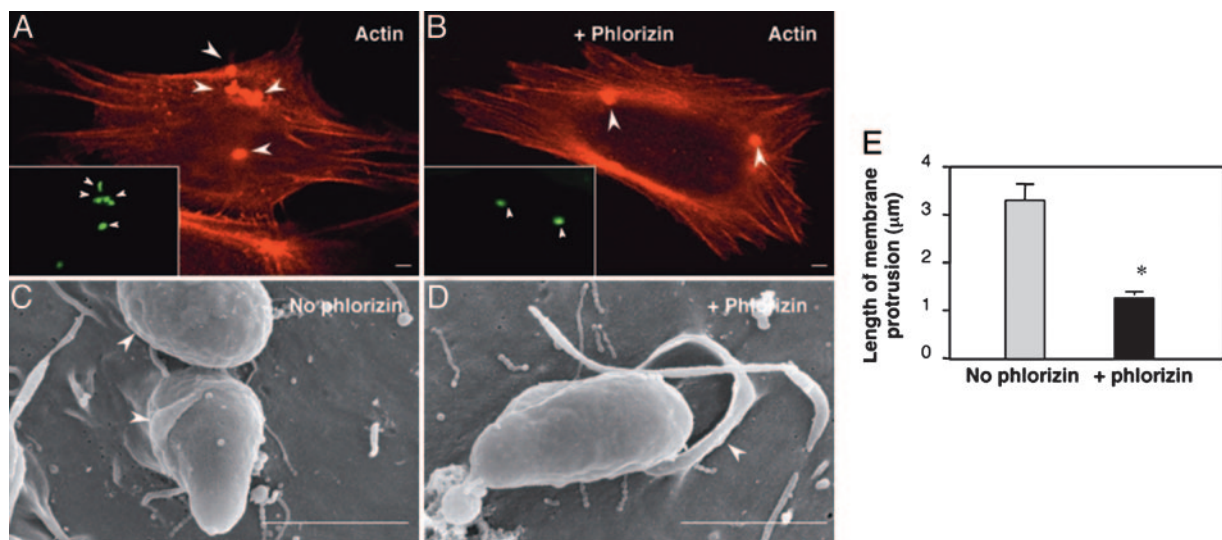 A
Actin
B
+ Phlorizin
Actin
C
No phlorizin
D
+ Phlorizin
E
Length of membrane
protrusion (μm)
4
3
2
1
0
*
No phlorizin
+ phlorizin